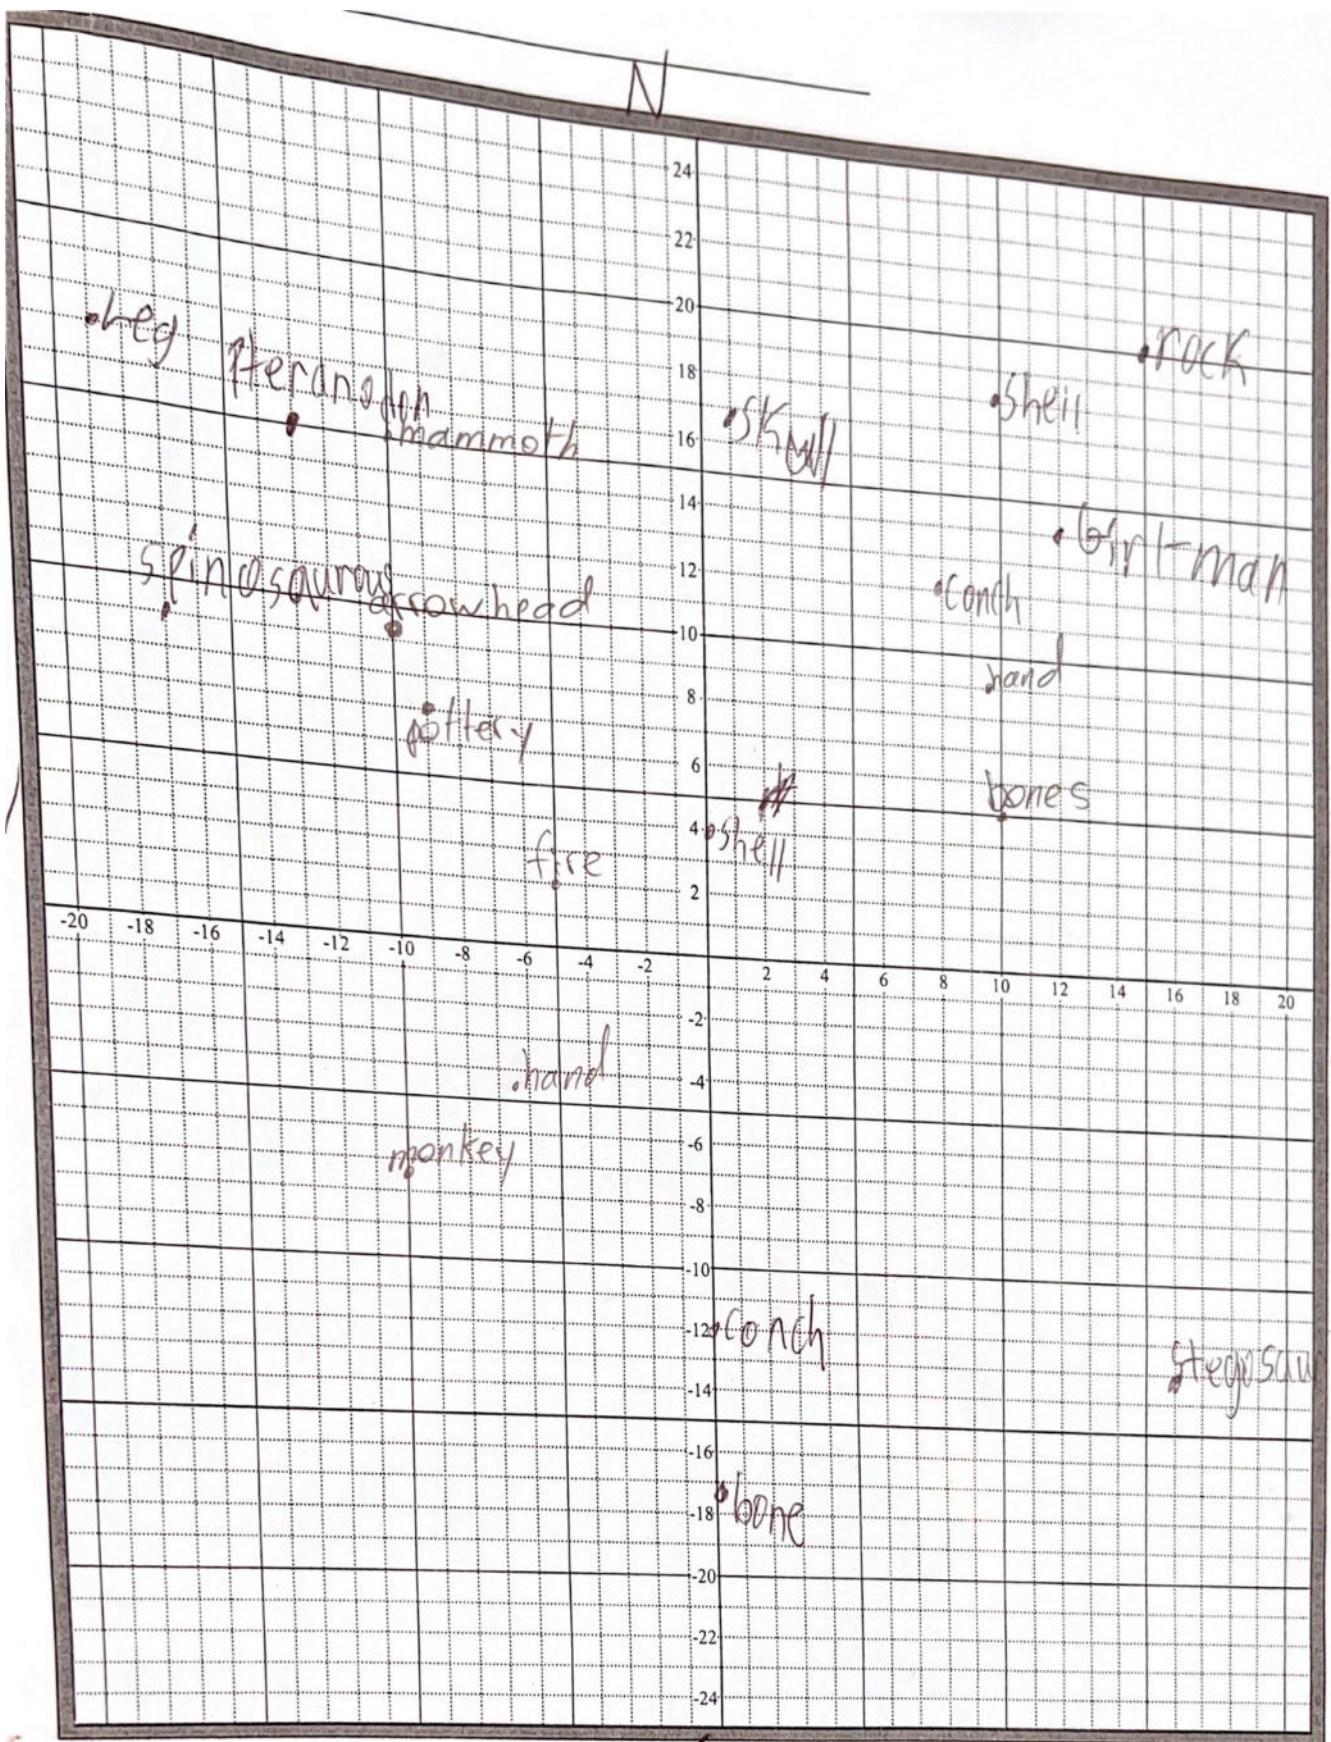 N
24
22
20
.Leg
rock
18
Pteranodon
shell
16
skull
mammoth
14
Girl-man
12
spinosaurous
conch
arrowhead
10
hand
8
pottery
6
bones
4
shell
fire
2
-20 -18 -16 -14 -12 -10 -8 -6 -4 -2 2 4 6 8 10 12 14 16 18 20
-2
hand
-4
-6
monkey
-8
-10
-12
conch
stegosau
-14
-16
-18
bone
-20
-22
-24